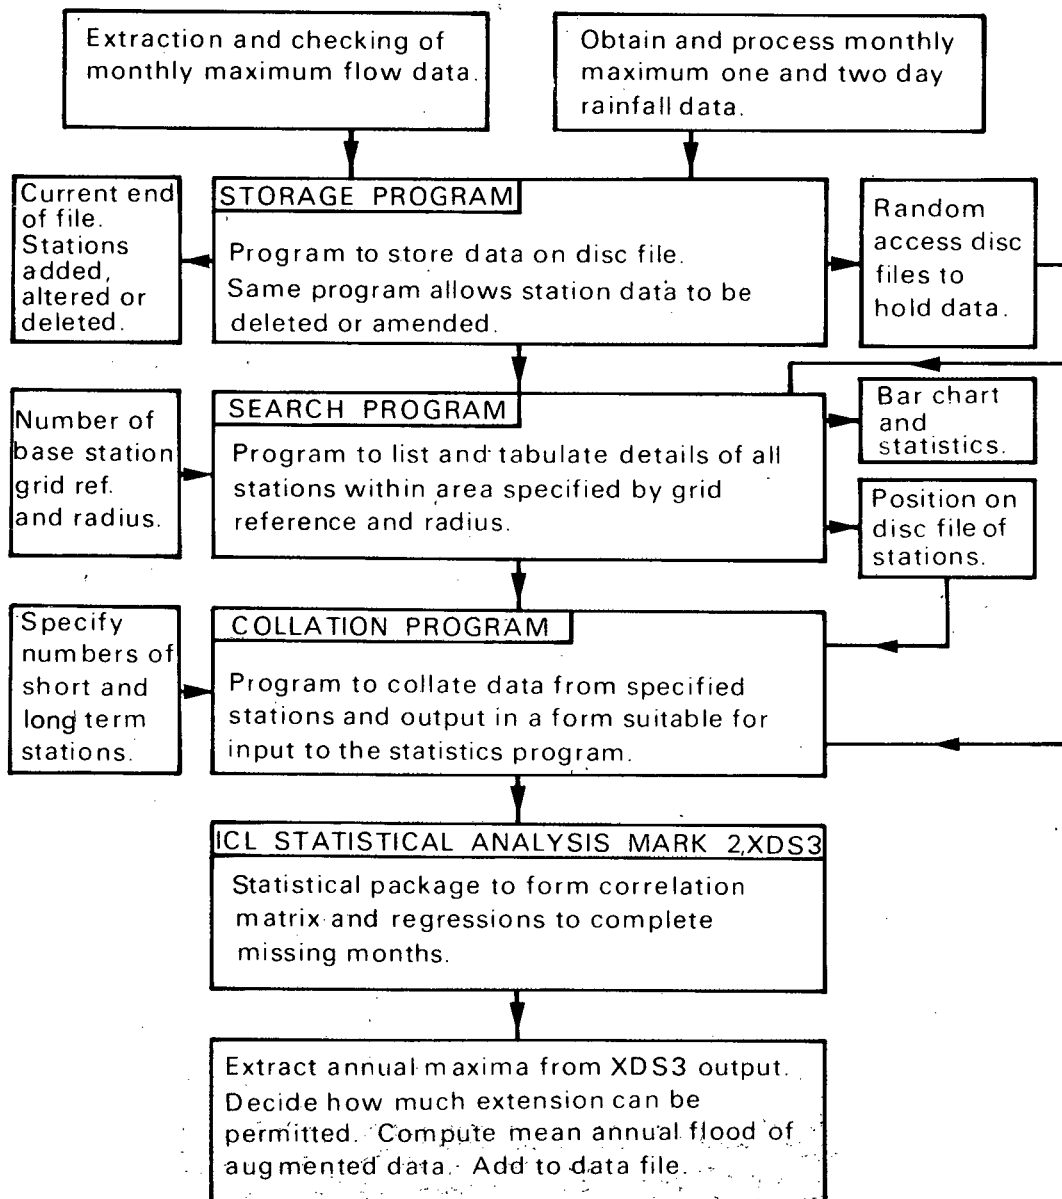 Extraction and checking of
monthly maximum flow data.
Obtain and process monthly
maximum one and two day
rainfall data.
Current end
of file.
Stations
added,
altered or
deleted.
STORAGE PROGRAM
Program to store data on disc file.
Same program allows station data to be
deleted or amended.
Random
access disc
files to
hold data.
Number of
base station
grid ref.
and radius.
SEARCH PROGRAM
Program to list and tabulate details of all
stations within area specified by grid
reference and radius.
Bar chart
and
statistics.
Position on
disc file of
stations.
Specify
numbers of
short and
long term
stations.
COLLATION PROGRAM
Program to collate data from specified
stations and output in a form suitable for
input to the statistics program.
ICL STATISTICAL ANALYSIS MARK 2,XDS3
Statistical package to form correlation
matrix and regressions to complete
missing months.
Extract annual maxima from XDS3 output.
Decide how much extension can be
permitted. Compute mean annual flood of
augmented data. Add to data file.